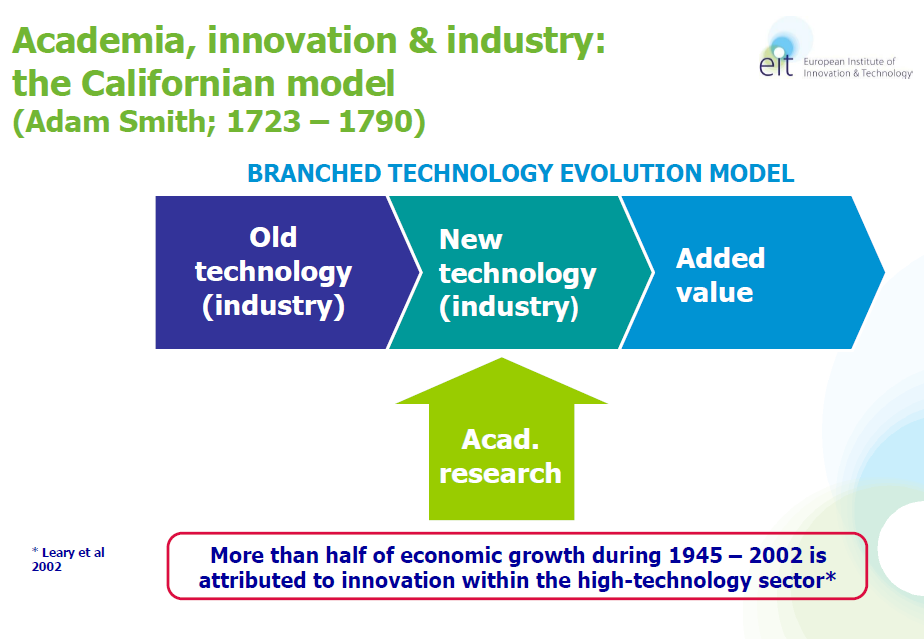 Academia, innovation & industry:
the Californian model
(Adam Smith; 1723 – 1790)
eit
European Institute of
Innovation & Technology
BRANCHED TECHNOLOGY EVOLUTION MODEL
Old
technology
(industry)
New
technology
(industry)
Added
value
Acad.
research
* Leary et al
2002
More than half of economic growth during 1945 – 2002 is
attributed to innovation within the high-technology sector*